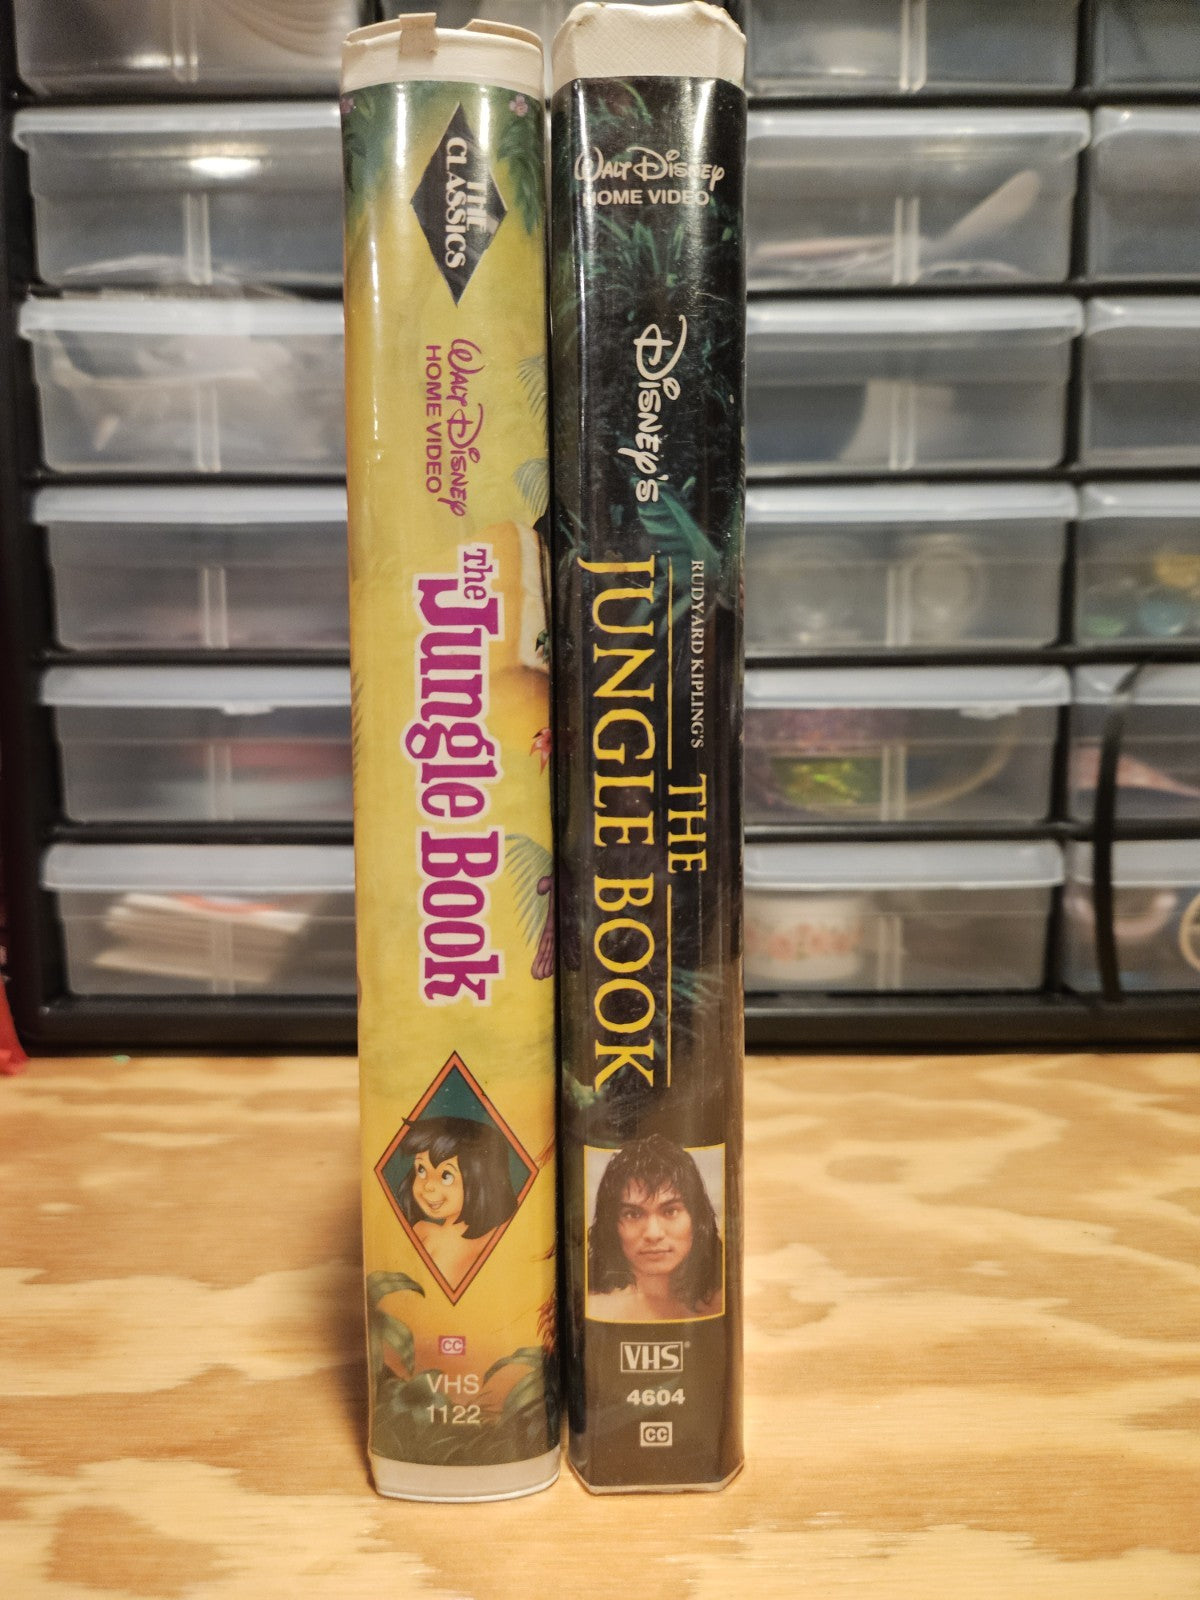 THE
CLASSICS
WALT DISNEY
HOME VIDEO
The
Jungle Book
CC
VHS
1122
WALT DISNEY
HOME VIDEO
DISNEY'S
RUDYARD KIPLING'S
THE
JUNGLE BOOK
VHS®
4604
CC